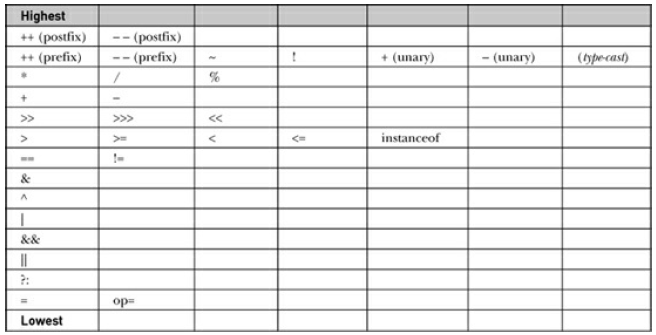 Highest
++ (postfix) – – (postfix)
++ (prefix) – – (prefix) ~ ! + (unary) – (unary) (type-cast)
* / %
+ –
>> >>> <<
> >= < <= instanceof
== !=
&
^
|
&&
||
?:
= op=
Lowest